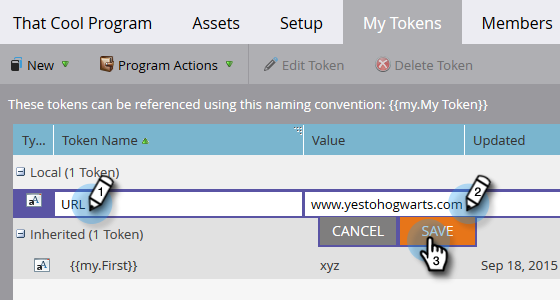 That Cool Program Assets Setup My Tokens Members
New Program Actions Edit Token Delete Token
These tokens can be referenced using this naming convention: {{my.My Token}}
Ty... Token Name Value Updated
Local (1 Token)
aA URL 1 www.yestohogwarts.com 2
Inherited (1 Token) CANCEL SAVE
3
aA {{my.First}} xyz Sep 18, 2015